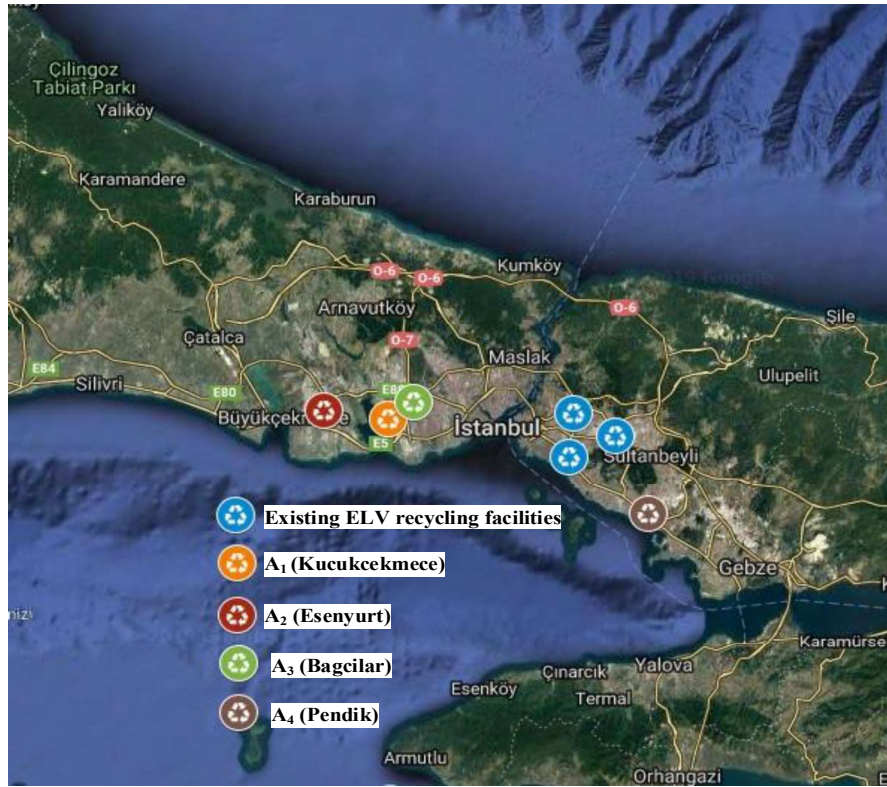 Çilingoz
Tabiat Parkı
Yalıköy
Karamandere
Karaburun
Kumköy
O-6
O-6
O-6
Şile
Arnavutköy
O-7
Çatalca
Maslak
E84
Ulupelit
Silivri
E80
Büyükçekmece
İstanbul
E5
Sultanbeyli
Existing ELV recycling facilities
A₁ (Kucukcekmece)
Gebze
A₂ (Esenyurt)
Karamürse
A₃ (Bagcilar)
Çınarcık
Yalova
Esenköy
Termal
A₄ (Pendik)
Armutlu
Orhangazi